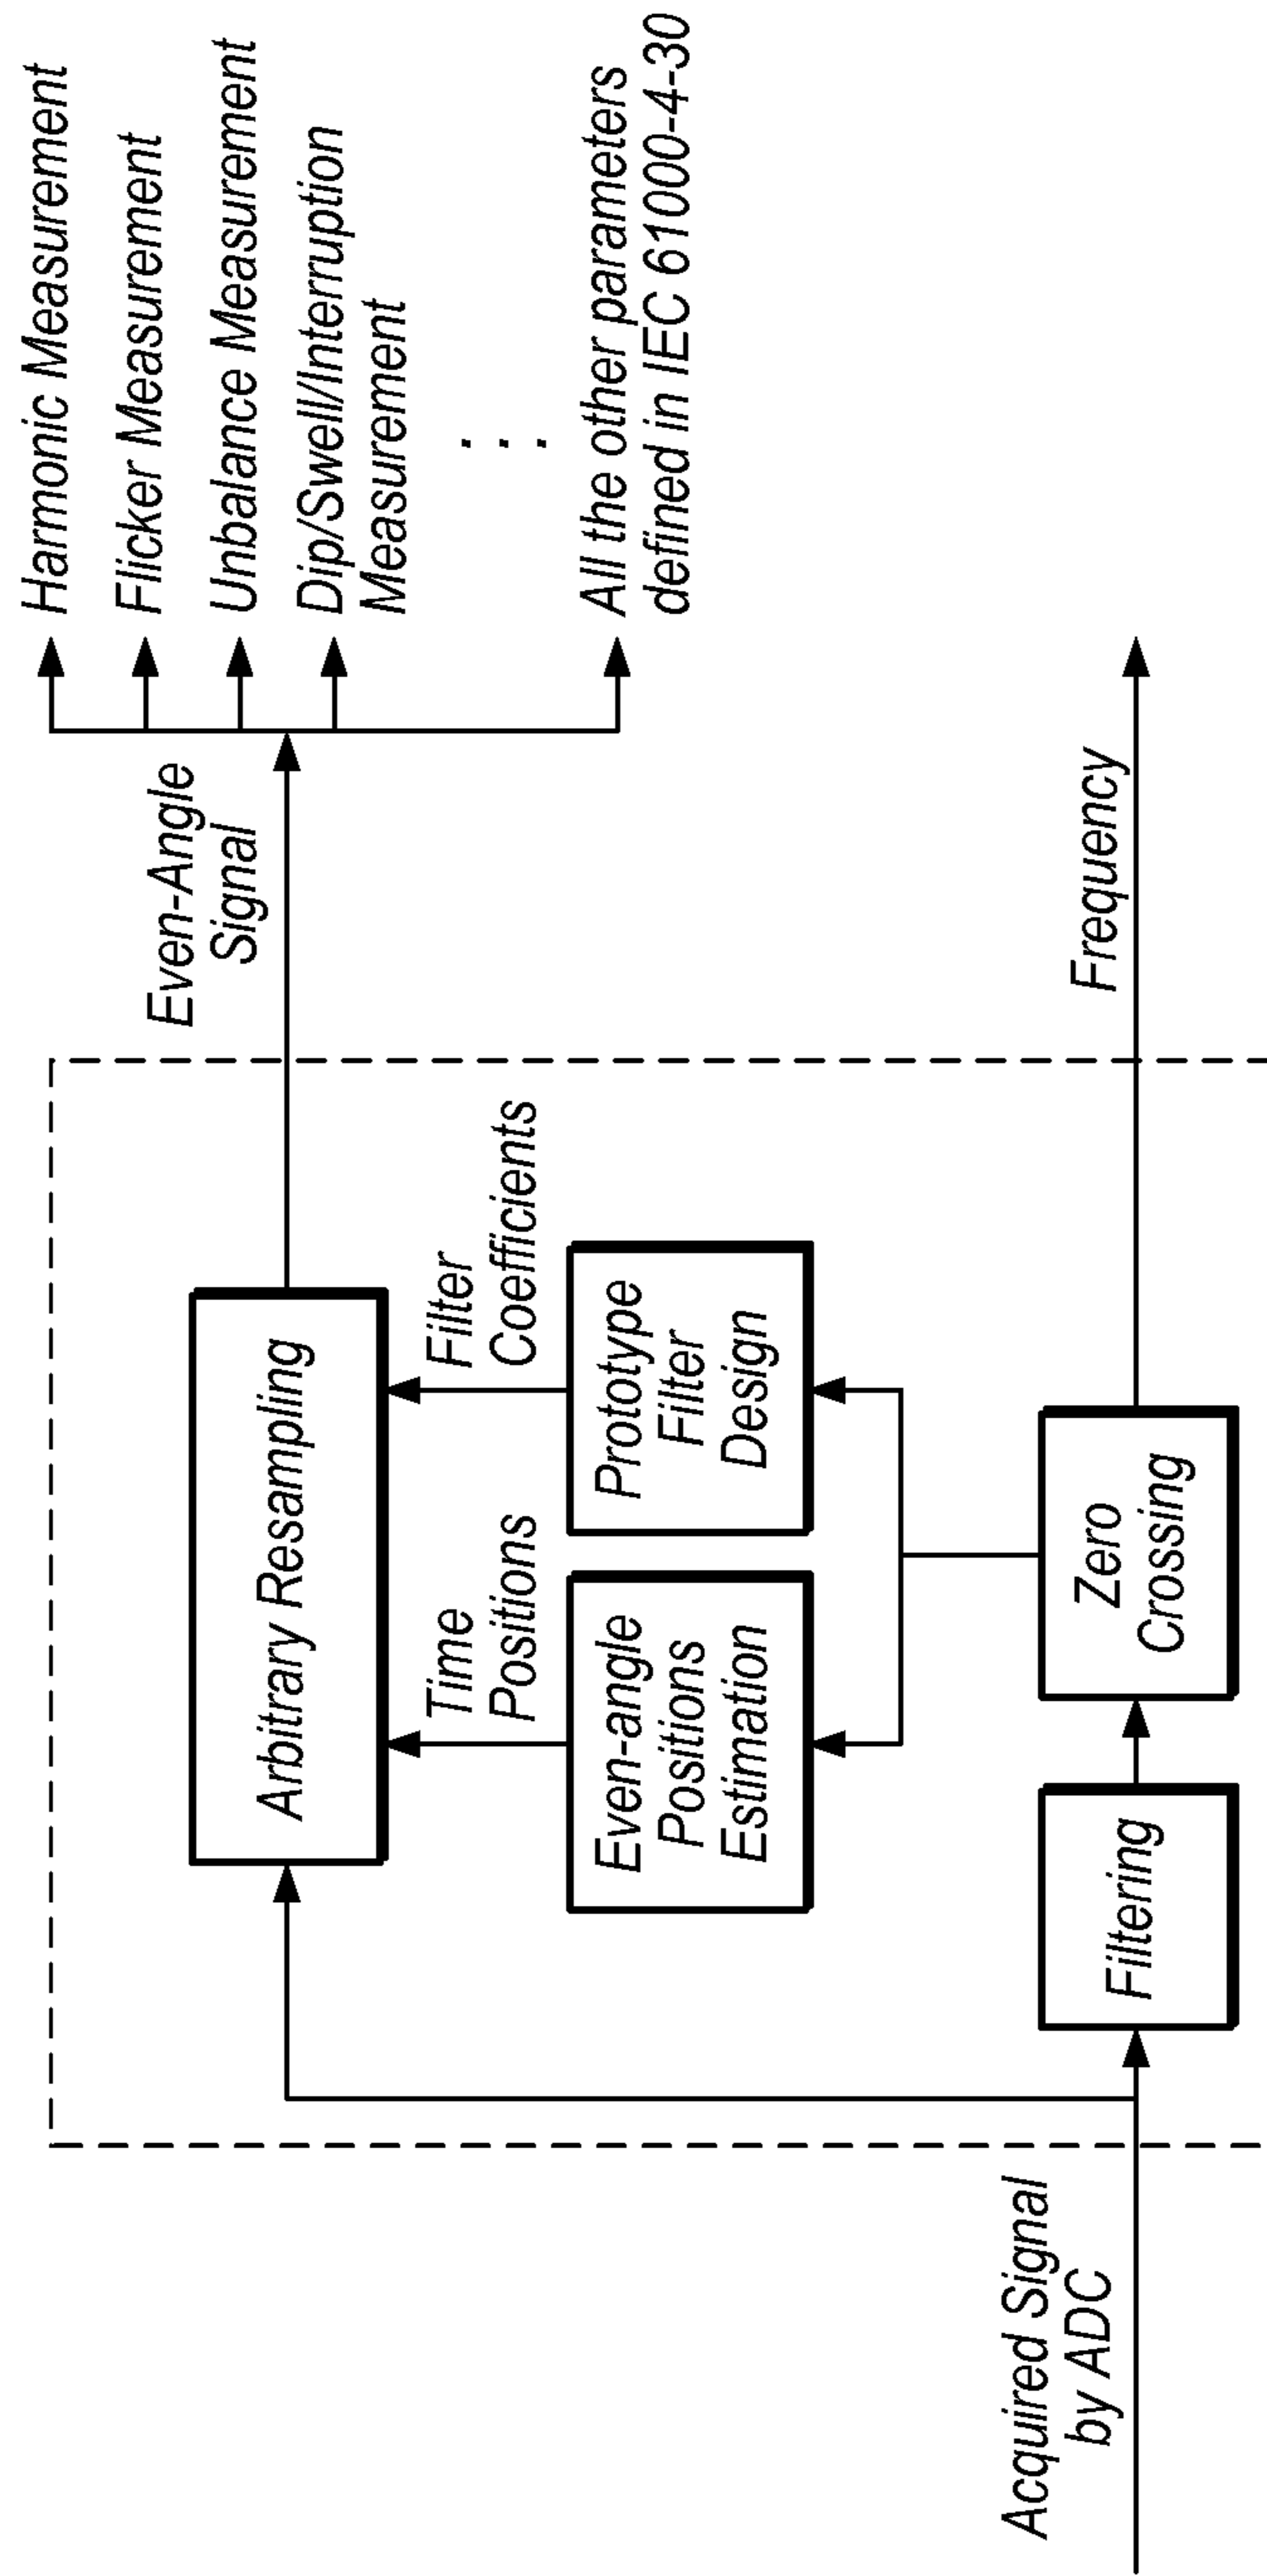 Acquired Signal
by ADC
Filtering
Zero
Crossing
Even-angle
Positions
Estimation
Prototype
Filter
Design
Time
Positions
Filter
Coefficients
Arbitrary Resampling
Even-Angle
Signal
Frequency
Harmonic Measurement
Flicker Measurement
Unbalance Measurement
Dip/Swell/Interruption
Measurement
. . .
All the other parameters
defined in IEC 61000-4-30